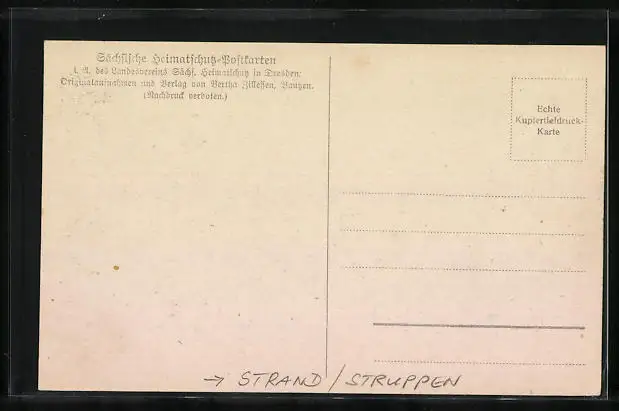 Sächsische Heimatschutz-Postkarten
i. A. des Landesvereins Sächs. Heimatschutz in Dresden.
Originalaufnahmen und Verlag von Bertha Zillessen, Bautzen.
(Nachdruck verboten.)
Echte
Kupfertiefdruck-
Karte
→ STRAND / STRUPPEN